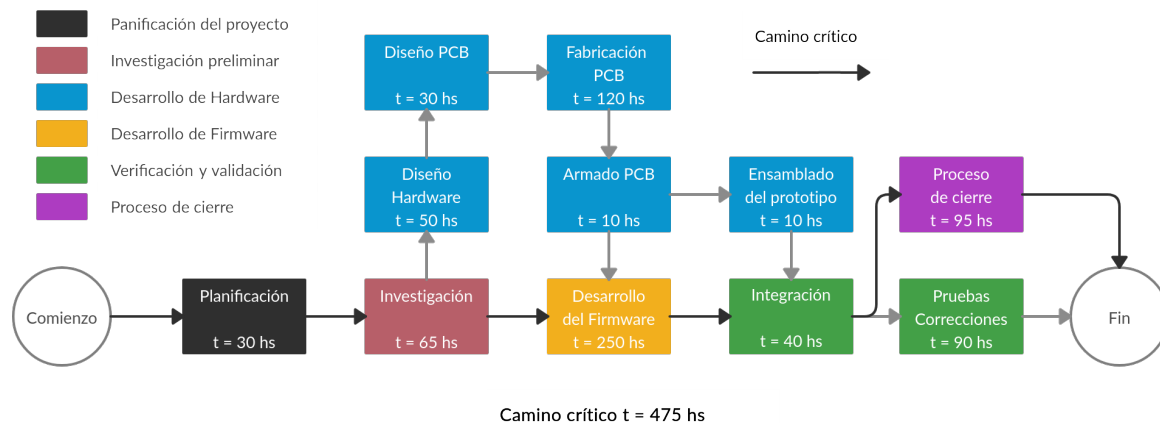 Panificación del proyecto
Investigación preliminar
Desarrollo de Hardware
Desarrollo de Firmware
Verificación y validación
Proceso de cierre
Diseño PCB
t = 30 hs
Fabricación
PCB
t = 120 hs
Camino crítico
Diseño
Hardware
t = 50 hs
Armado PCB
t = 10 hs
Ensamblado
del prototipo
t = 10 hs
Proceso
de cierre
t = 95 hs
Comienzo
Planificación
t = 30 hs
Investigación
t = 65 hs
Desarrollo
del Firmware
t = 250 hs
Integración
t = 40 hs
Pruebas
Correcciones
t = 90 hs
Fin
Camino crítico t = 475 hs